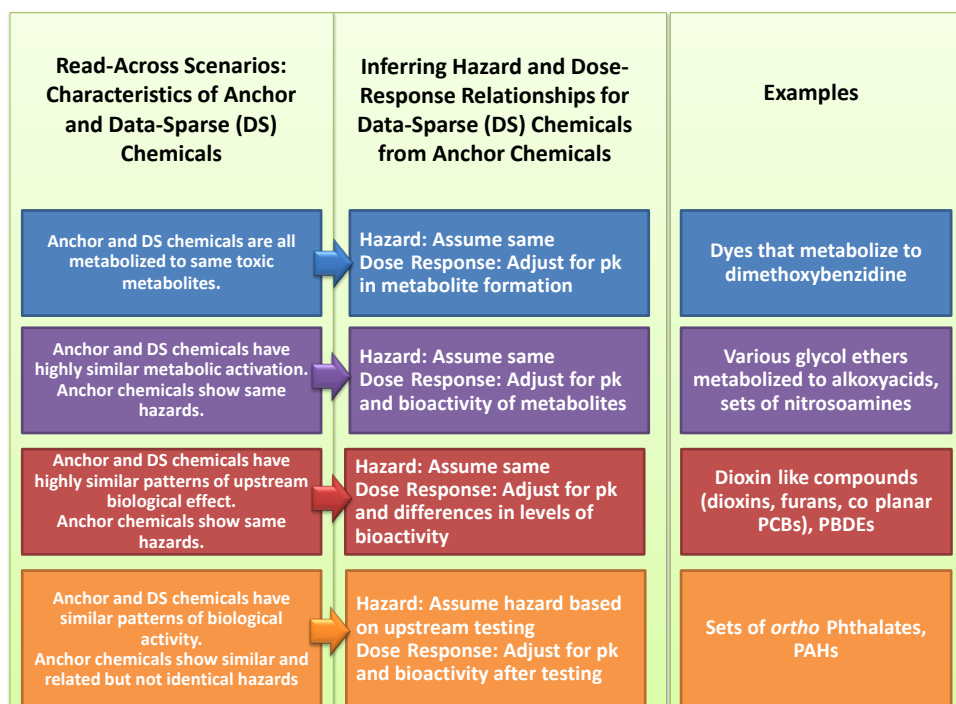 Read-Across Scenarios:
Characteristics of Anchor
and Data-Sparse (DS)
Chemicals
Inferring Hazard and Dose-
Response Relationships for
Data-Sparse (DS) Chemicals
from Anchor Chemicals
Examples
Anchor and DS chemicals are all
metabolized to same toxic
metabolites.
Hazard: Assume same
Dose Response: Adjust for pk
in metabolite formation
Dyes that metabolize to
dimethoxybenzidine
Anchor and DS chemicals have
highly similar metabolic activation.
Anchor chemicals show same
hazards.
Hazard: Assume same
Dose Response: Adjust for pk
and bioactivity of metabolites
Various glycol ethers
metabolized to alkoxyacids,
sets of nitrosoamines
Anchor and DS chemicals have
highly similar patterns of upstream
biological effect.
Anchor chemicals show same
hazards.
Hazard: Assume same
Dose Response: Adjust for pk
and differences in levels of
bioactivity
Dioxin like compounds
(dioxins, furans, co planar
PCBs), PBDEs
Anchor and DS chemicals have
similar patterns of biological
activity.
Anchor chemicals show similar and
related but not identical hazards
Hazard: Assume hazard based
on upstream testing
Dose Response: Adjust for pk
and bioactivity after testing
Sets of ortho Phthalates,
PAHs